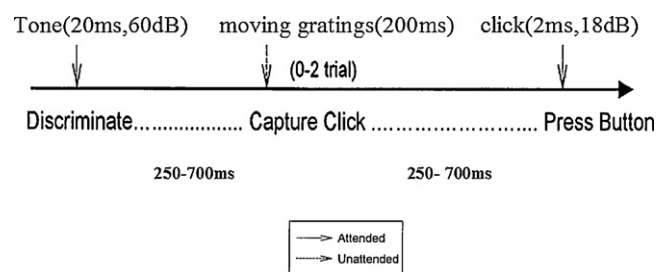 Tone(20ms,60dB) moving gratings(200ms) click(2ms,18dB)
(0-2 trial)
Discriminate..................... Capture Click .............................. Press Button
250-700ms 250- 700ms
Attended
Unattended